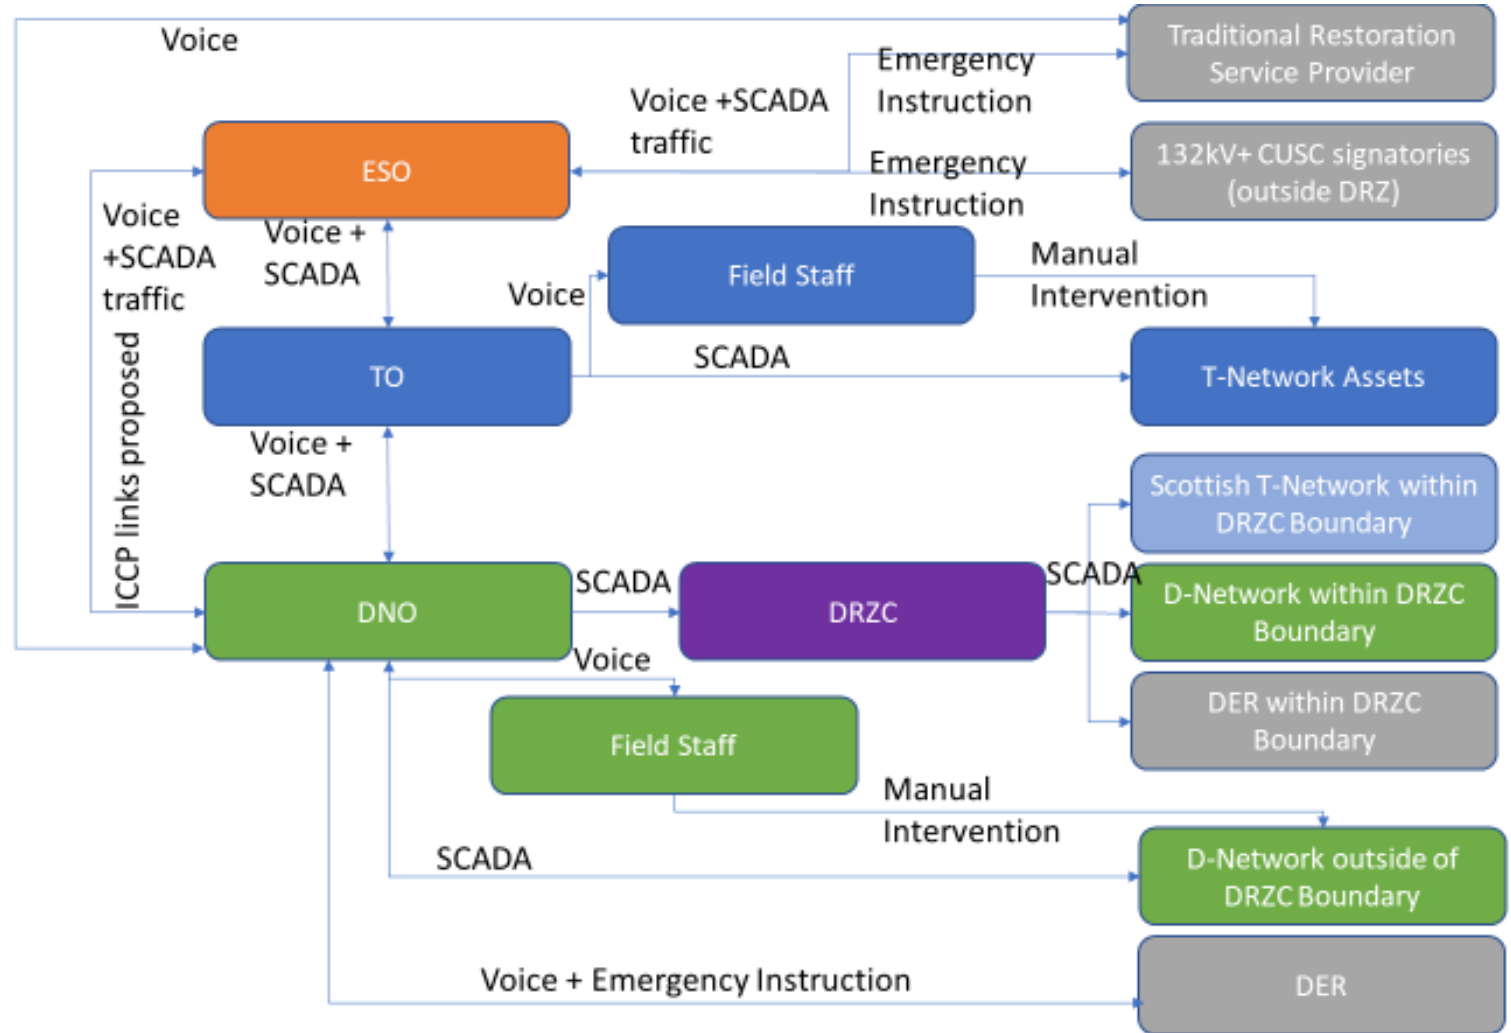 Voice
Traditional Restoration
Service Provider
Emergency
Instruction
Voice +SCADA
traffic
ESO
Emergency
Instruction
132kV+ CUSC signatories
(outside DRZ)
Voice
+SCADA
traffic
Voice +
SCADA
Field Staff
Manual
Intervention
Voice
TO
SCADA
T-Network Assets
ICCP links proposed
Voice +
SCADA
Scottish T-Network within
DRZC Boundary
DNO
SCADA
DRZC
SCADA
D-Network within DRZC
Boundary
Voice
DER within DRZC
Boundary
Field Staff
Manual
Intervention
SCADA
D-Network outside of
DRZC Boundary
Voice + Emergency Instruction
DER